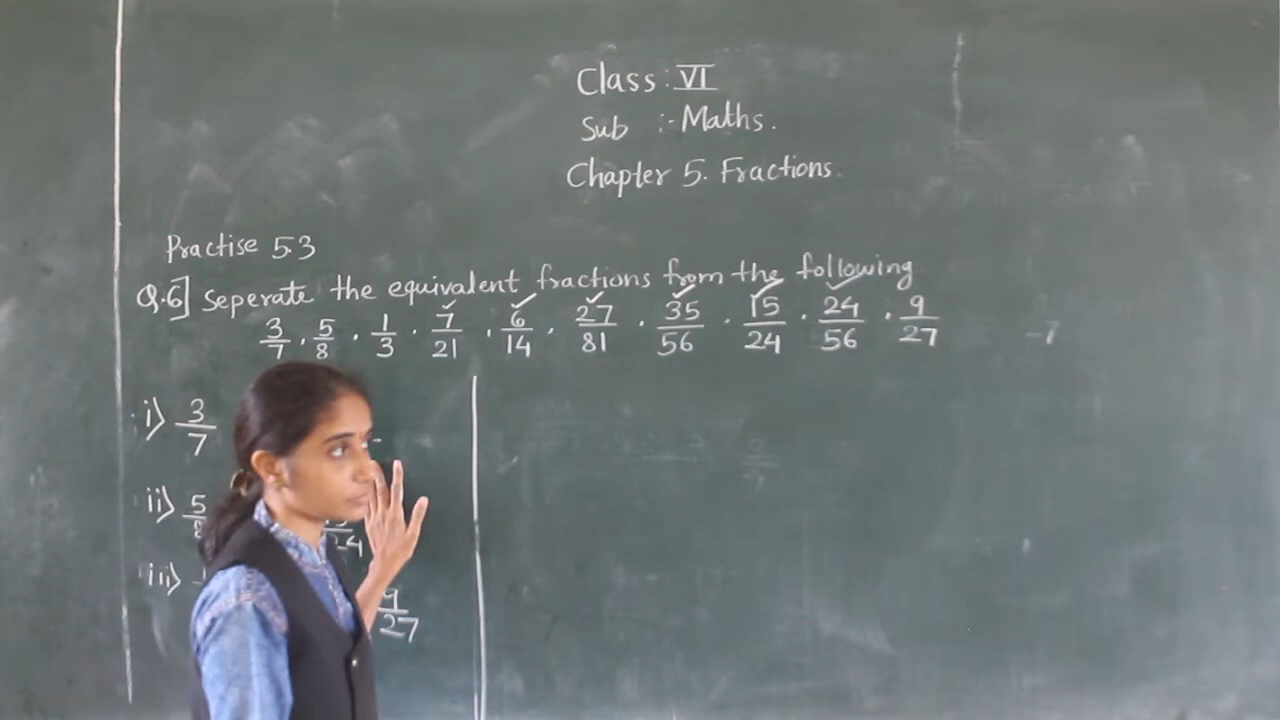 Class : VI
Sub :- Maths.
Chapter 5. Fractions.
Practise 5.3
Q.6] Seperate the equivalent fractions from the following
3/7 , 5/8 , 1/3 , 7/21 , 6/14 , 27/81 , 35/56 , 15/24 , 24/56 , 9/27
i) 3/7
ii) 5/8 24
iii) 9/27